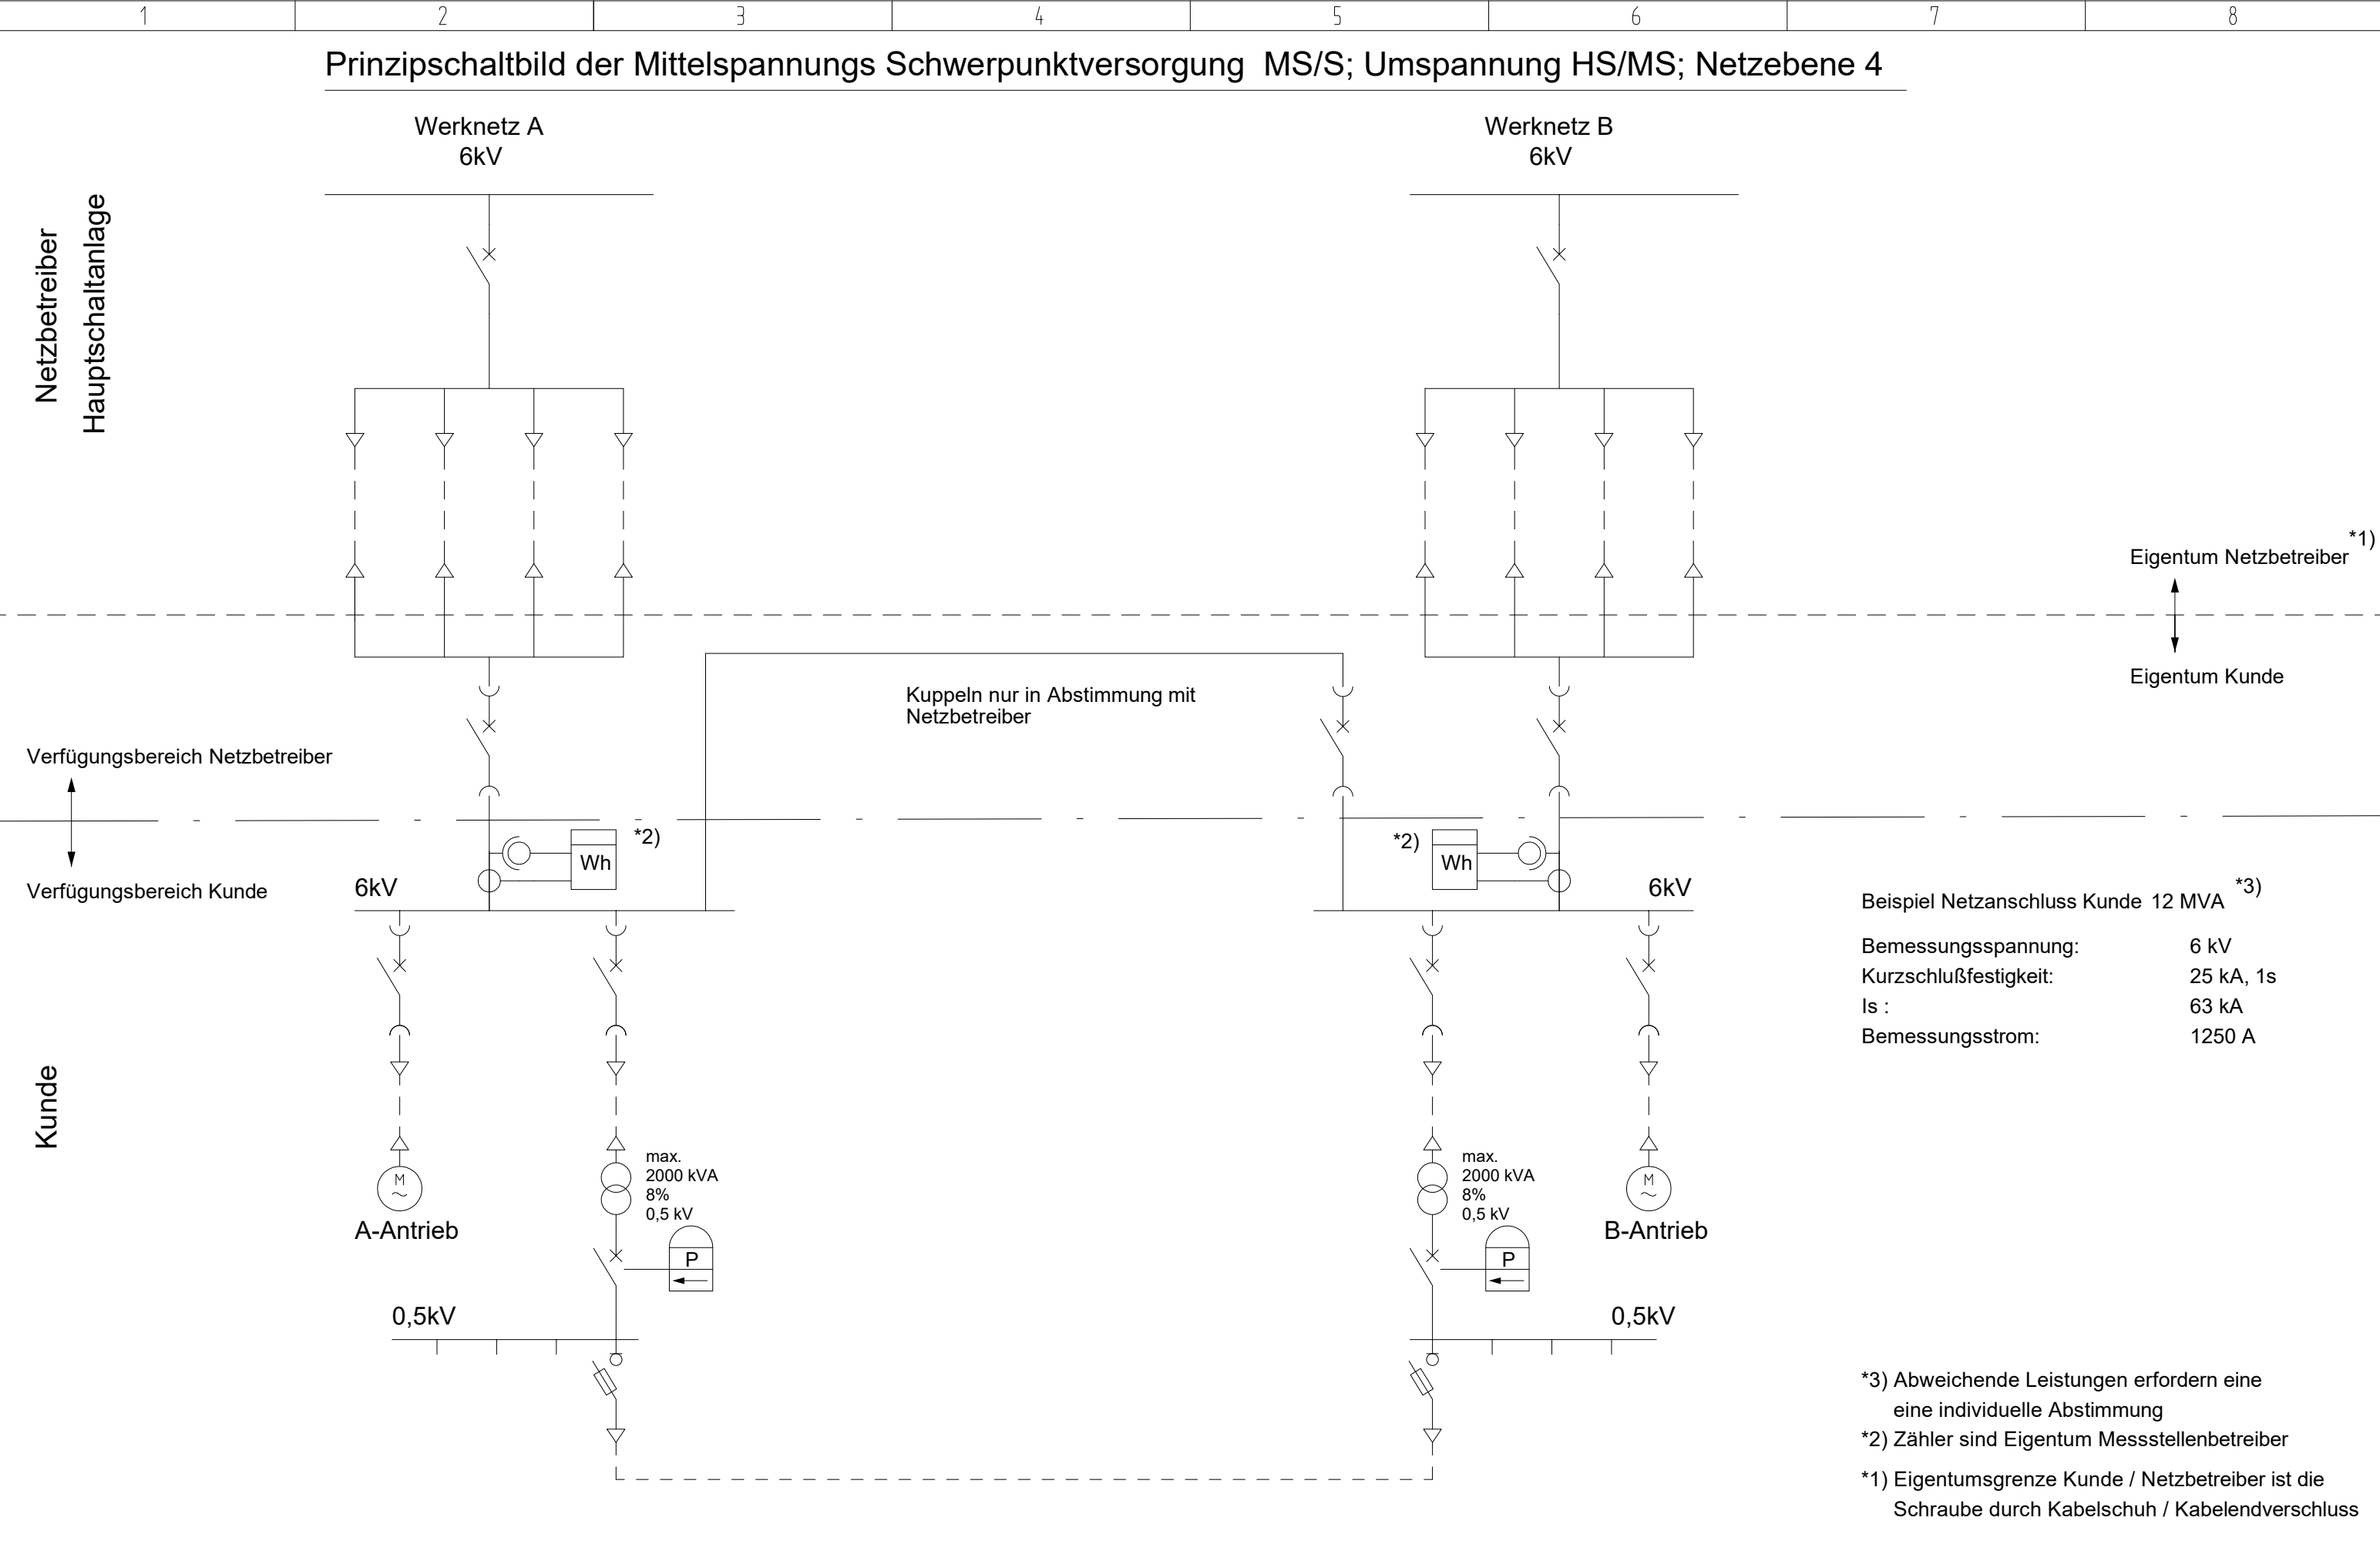 1 2 3 4 5 6 7 8
Prinzipschaltbild der Mittelspannungs Schwerpunktversorgung MS/S; Umspannung HS/MS; Netzebene 4
Werknetz A
6kV
Werknetz B
6kV
Netzbetreiber
Hauptschaltanlage
*1)
Eigentum Netzbetreiber
Eigentum Kunde
Kuppeln nur in Abstimmung mit
Netzbetreiber
Verfügungsbereich Netzbetreiber
Verfügungsbereich Kunde
*2)
Wh
6kV
*2)
Wh
6kV
Beispiel Netzanschluss Kunde 12 MVA *3)
Bemessungsspannung: 6 kV
Kurzschlußfestigkeit: 25 kA, 1s
Is : 63 kA
Bemessungsstrom: 1250 A
Kunde
M
~
A-Antrieb
max.
2000 kVA
8%
0,5 kV
P
0,5kV
max.
2000 kVA
8%
0,5 kV
P
M
~
B-Antrieb
0,5kV
*3) Abweichende Leistungen erfordern eine
eine individuelle Abstimmung
*2) Zähler sind Eigentum Messstellenbetreiber
*1) Eigentumsgrenze Kunde / Netzbetreiber ist die
Schraube durch Kabelschuh / Kabelendverschluss